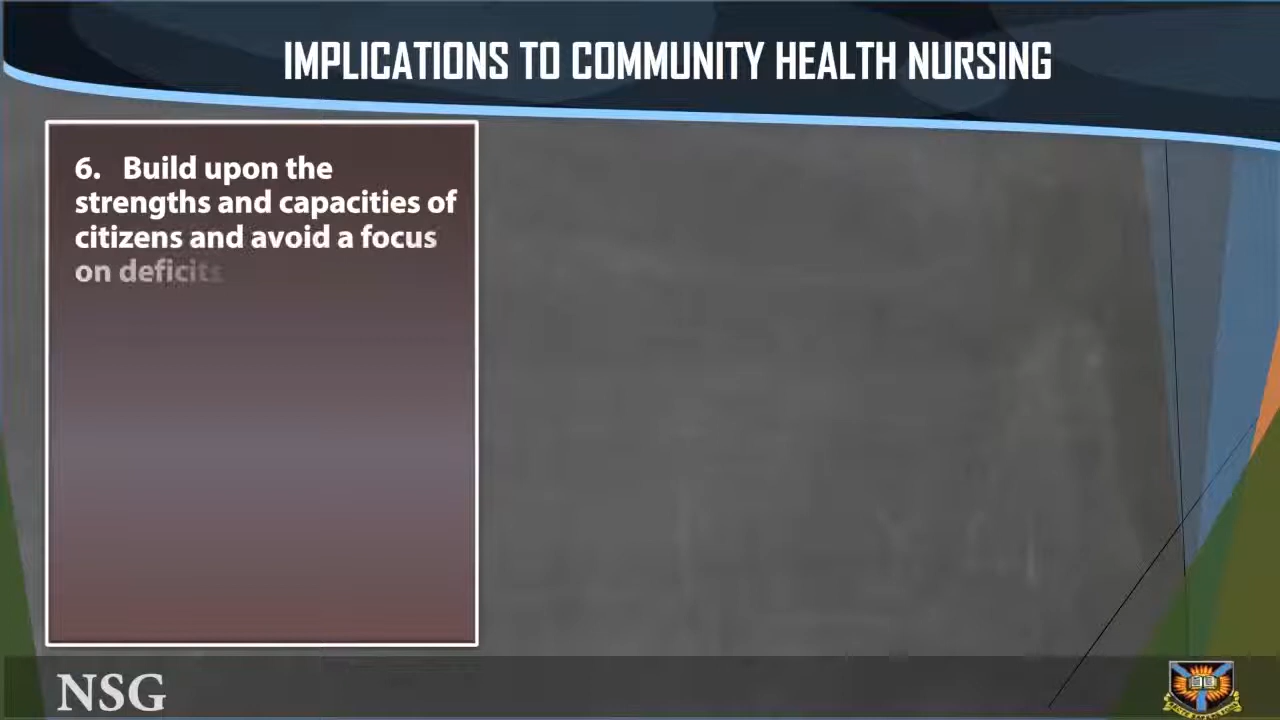 IMPLICATIONS TO COMMUNITY HEALTH NURSING
6. Build upon the
strengths and capacities of
citizens and avoid a focus
on deficits
NSG